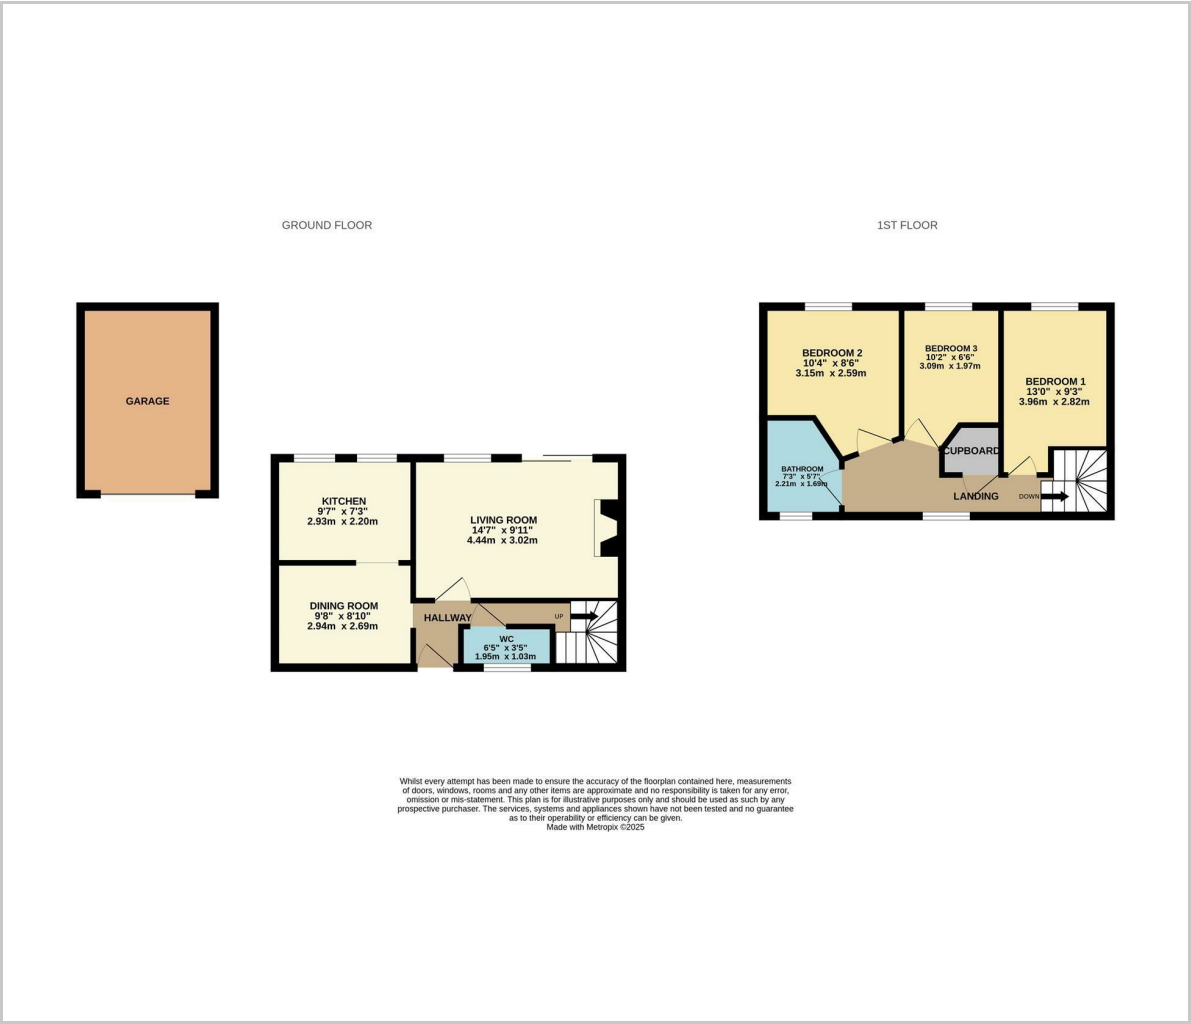 GROUND FLOOR
1ST FLOOR
GARAGE
KITCHEN
9'7" x 7'3"
2.93m x 2.20m
LIVING ROOM
14'7" x 9'11"
4.44m x 3.02m
DINING ROOM
9'8" x 8'10"
2.94m x 2.69m
HALLWAY
UP
WC
6'5" x 3'5"
1.95m x 1.03m
BEDROOM 2
10'4" x 8'6"
3.15m x 2.59m
BEDROOM 3
10'2" x 6'6"
3.09m x 1.97m
BEDROOM 1
13'0" x 9'3"
3.96m x 2.82m
CUPBOARD
BATHROOM
7'3" x 5'7"
2.21m x 1.69m
LANDING
DOWN
Whilst every attempt has been made to ensure the accuracy of the floorplan contained here, measurements
of doors, windows, rooms and any other items are approximate and no responsibility is taken for any error,
omission or mis-statement. This plan is for illustrative purposes only and should be used as such by any
prospective purchaser. The services, systems and appliances shown have not been tested and no guarantee
as to their operability or efficiency can be given.
Made with Metropix ©2025